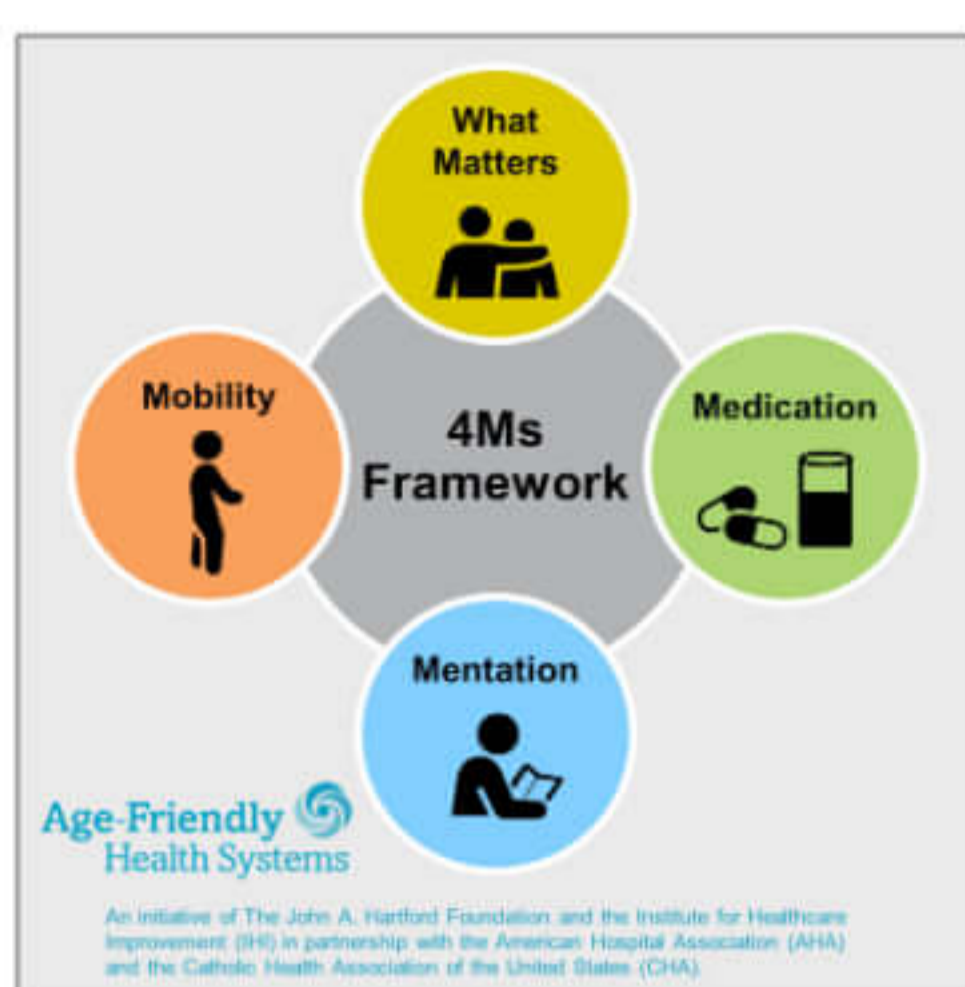 What
Matters
Mobility
Medication
4Ms
Framework
Mentation
Age-Friendly
Health Systems
An initiative of The John A. Hartford Foundation and the Institute for Healthcare
Improvement (IHI) in partnership with the American Hospital Association (AHA)
and the Catholic Health Association of the United States (CHA).